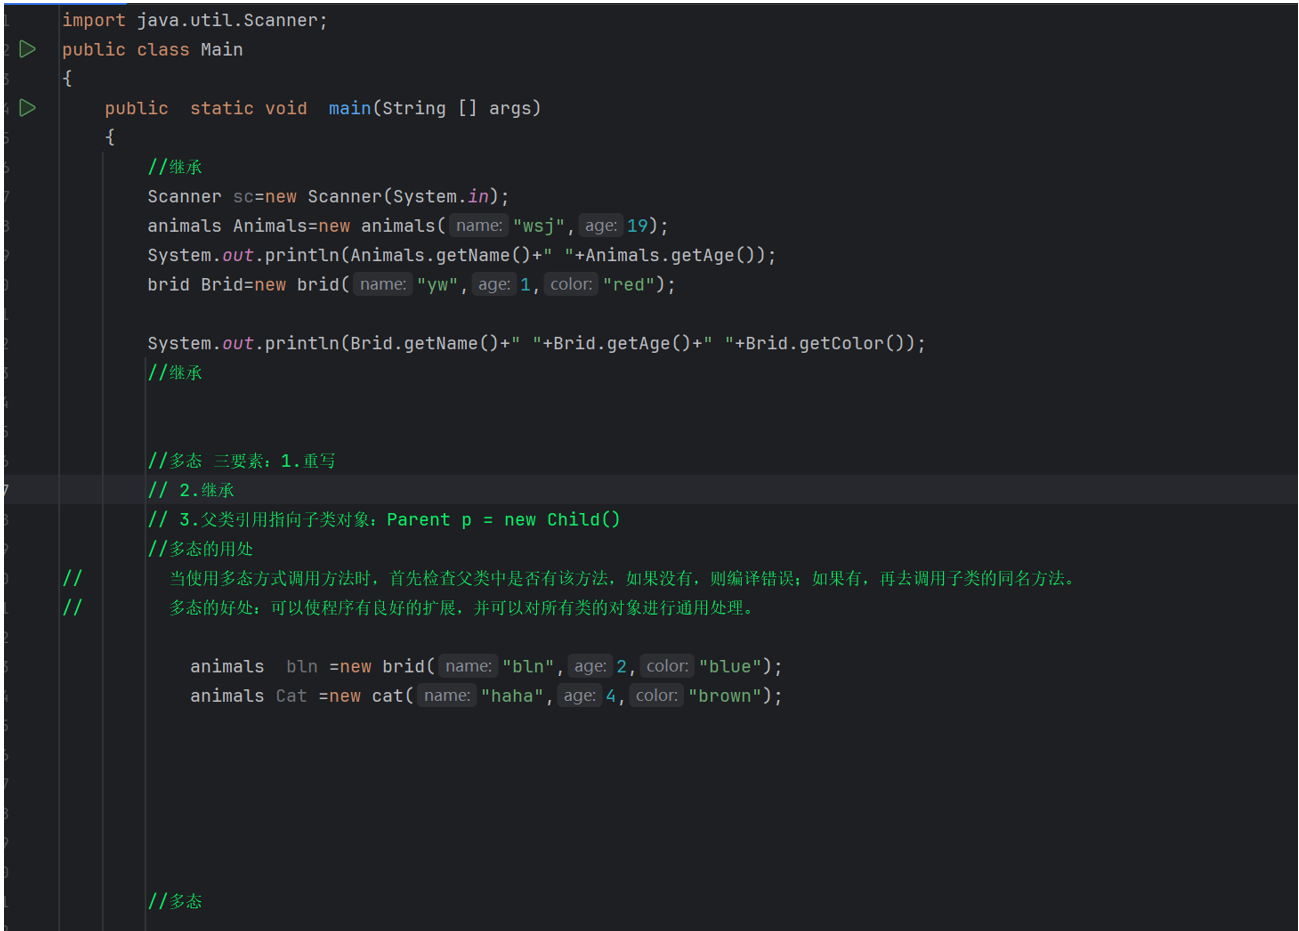 import java.util.Scanner;
public class Main
{
public  static void  main(String [] args)
{
//继承
Scanner sc=new Scanner(System.in);
animals Animals=new animals( name: "wsj", age: 19);
System.out.println(Animals.getName()+" "+Animals.getAge());
brid Brid=new brid( name: "yw", age: 1, color: "red");
System.out.println(Brid.getName()+" "+Brid.getAge()+" "+Brid.getColor());
//继承
//多态 三要素：1.重写
// 2.继承
// 3.父类引用指向子类对象：Parent p = new Child()
//多态的用处
//        当使用多态方式调用方法时，首先检查父类中是否有该方法，如果没有，则编译错误；如果有，再去调用子类的同名方法。
//        多态的好处：可以使程序有良好的扩展，并可以对所有类的对象进行通用处理。
animals  bln =new brid( name: "bln", age: 2, color: "blue");
animals Cat =new cat( name: "haha", age: 4, color: "brown");
//多态